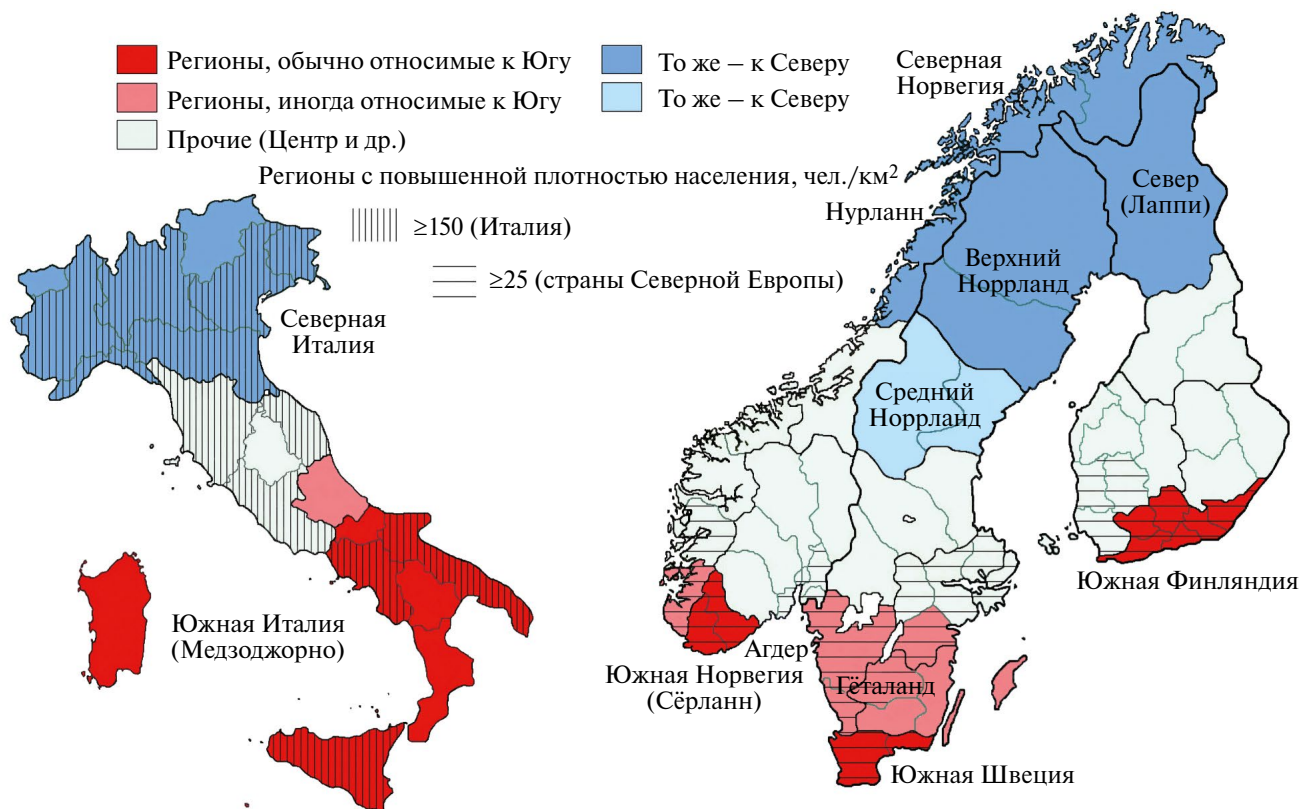 Регионы, обычно относимые к Югу
Регионы, иногда относимые к Югу
Прочие (Центр и др.)
То же – к Северу
То же – к Северу
Регионы с повышенной плотностью населения, чел./км²
≥150 (Италия)
≥25 (страны Северной Европы)
Северная
Италия
Южная Италия
(Медзоджорно)
Северная
Норвегия
Нурланн
Север
(Лаппи)
Верхний
Норрланд
Средний
Норрланд
Южная Финляндия
Агдер
Южная Норвегия
(Сёрланн)
Гёталанд
Южная Швеция